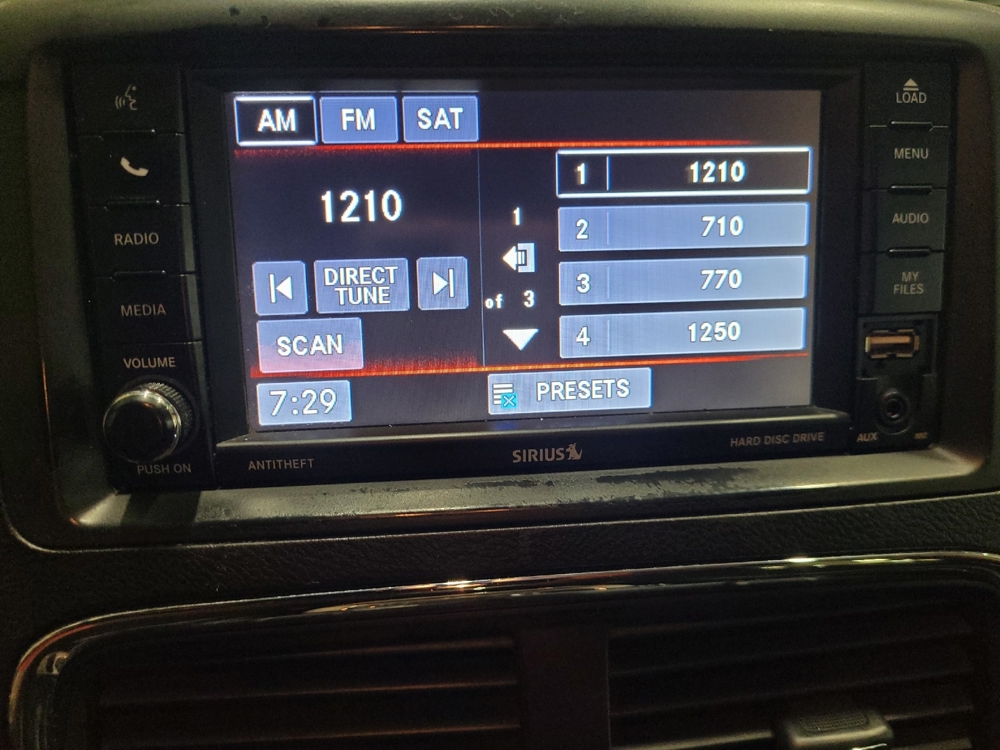 AM FM SAT
1210
1
of 3
DIRECT
TUNE
SCAN
7:29
1 1210
2 710
3 770
4 1250
PRESETS
RADIO
MEDIA
VOLUME
PUSH ON
LOAD
MENU
AUDIO
MY
FILES
AUX
ANTITHEFT
SIRIUS
HARD DISC DRIVE